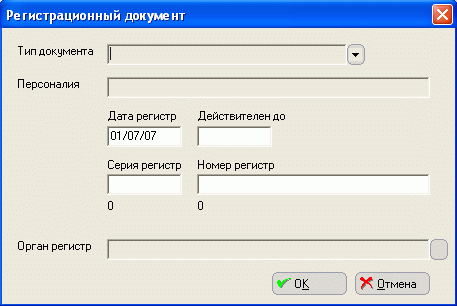 Регистрационный документ
Тип документа
Персоналия
Дата регистр Действителен до
01/07/07
Серия регистр Номер регистр
0 0
Орган регистр
OK Отмена